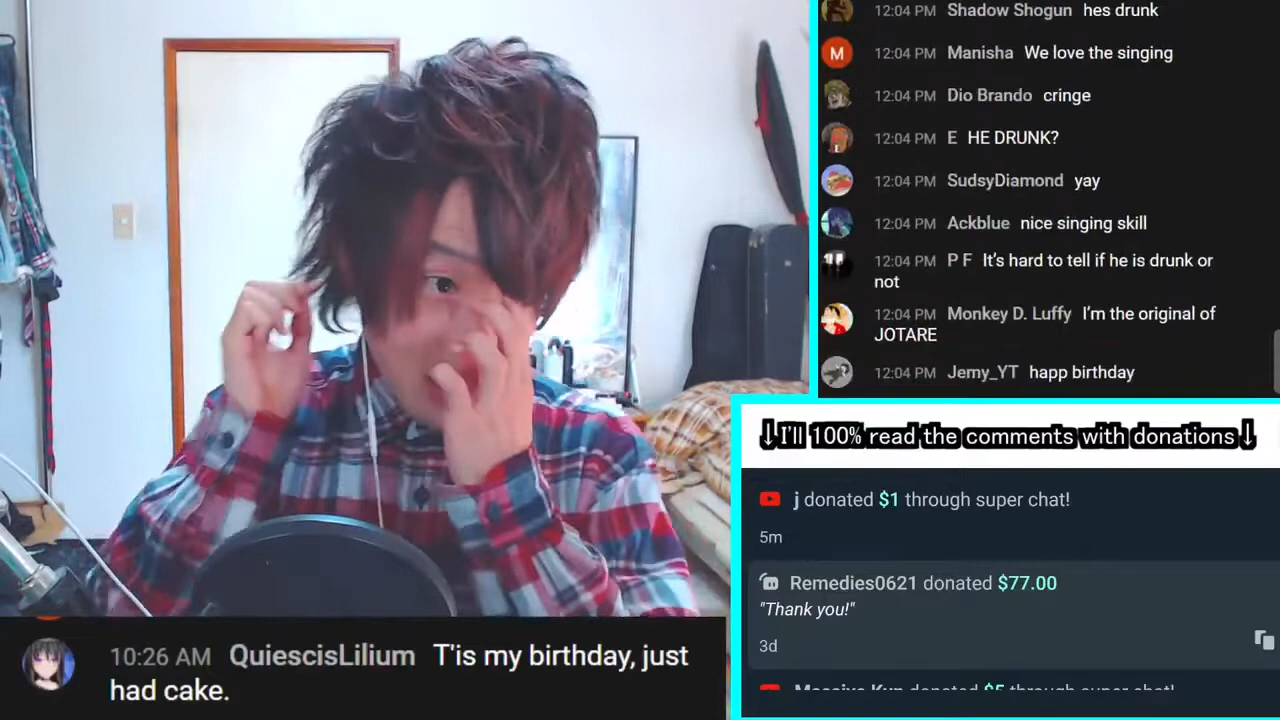 12:04 PM Shadow Shogun hes drunk
M 12:04 PM Manisha We love the singing
12:04 PM Dio Brando cringe
12:04 PM E HE DRUNK?
12:04 PM SudsyDiamond yay
12:04 PM Ackblue nice singing skill
12:04 PM P F It’s hard to tell if he is drunk or
not
12:04 PM Monkey D. Luffy I’m the original of
JOTARE
12:04 PM Jemy_YT happ birthday
↓I'll 100% read the comments with donations↓
j donated $1 through super chat!
5m
Remedies0621 donated $77.00
"Thank you!"
3d
donated $5 through super chat!
10:26 AM QuiescisLilium T'is my birthday, just
had cake.